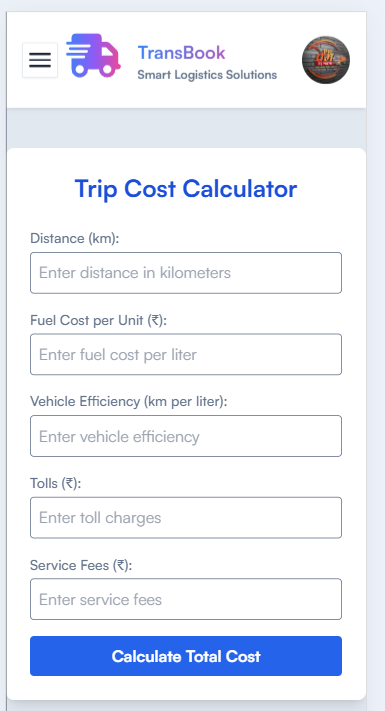 TransBook
Smart Logistics Solutions
Trip Cost Calculator
Distance (km):
Enter distance in kilometers
Fuel Cost per Unit (₹):
Enter fuel cost per liter
Vehicle Efficiency (km per liter):
Enter vehicle efficiency
Tolls (₹):
Enter toll charges
Service Fees (₹):
Enter service fees
Calculate Total Cost